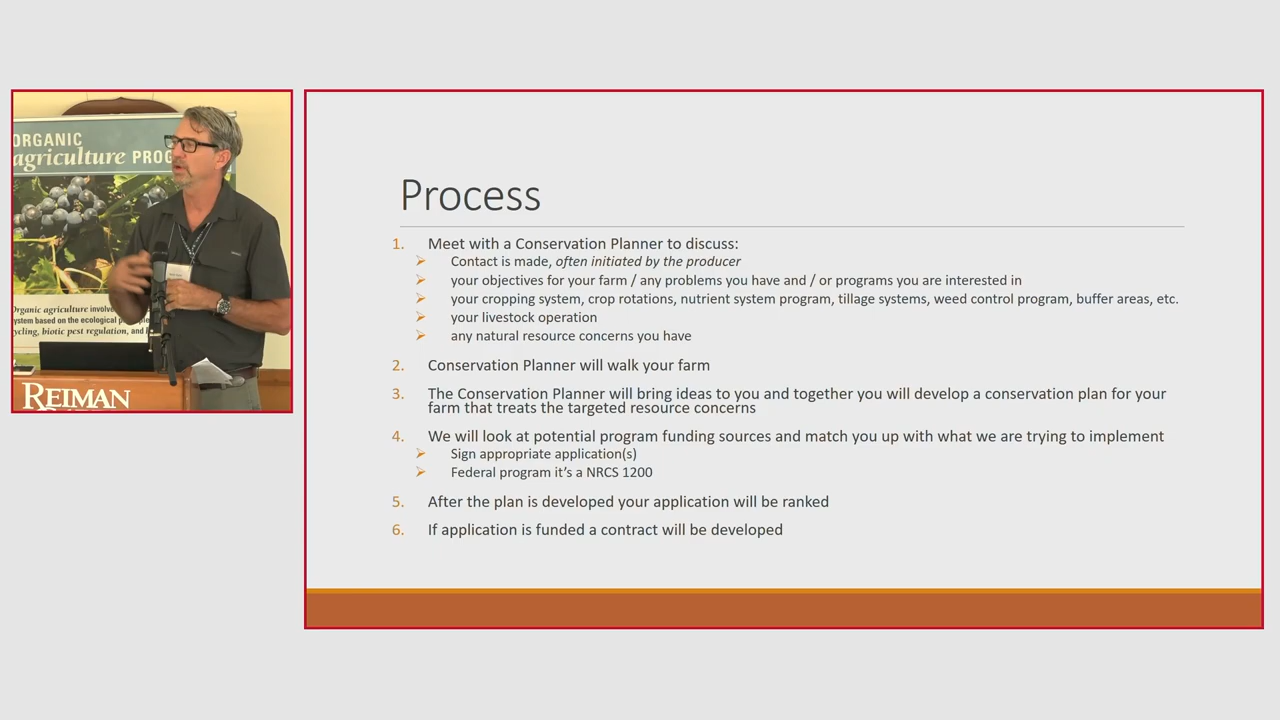 ORGANIC
agriculture PROG
Organic agriculture involv
system based on the ecological
cycling, biotic pest regulation, and
REIMAN
Process
1. Meet with a Conservation Planner to discuss:
Contact is made, often initiated by the producer
your objectives for your farm / any problems you have and / or programs you are interested in
your cropping system, crop rotations, nutrient system program, tillage systems, weed control program, buffer areas, etc.
your livestock operation
any natural resource concerns you have
2. Conservation Planner will walk your farm
3. The Conservation Planner will bring ideas to you and together you will develop a conservation plan for your
farm that treats the targeted resource concerns
4. We will look at potential program funding sources and match you up with what we are trying to implement
Sign appropriate application(s)
Federal program it’s a NRCS 1200
5. After the plan is developed your application will be ranked
6. If application is funded a contract will be developed